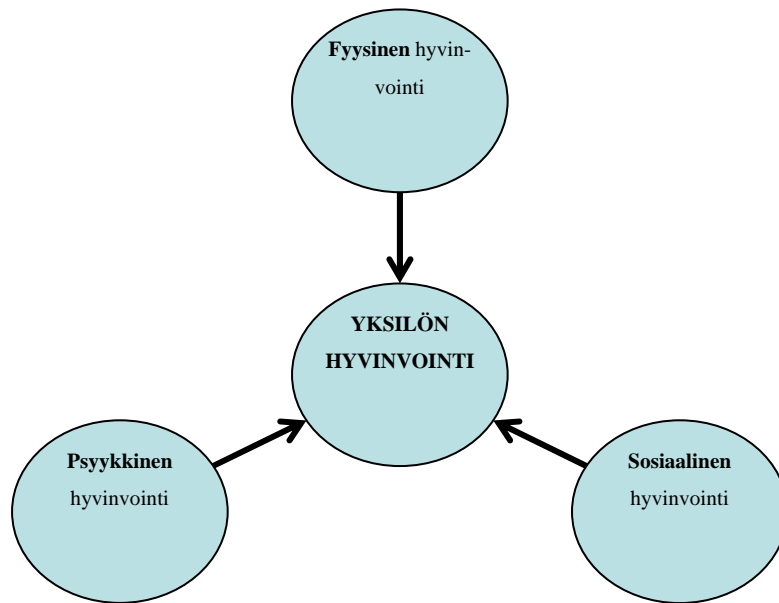 Fyysinen hyvin-
vointi
YKSILÖN
HYVINVOINTI
Psyykkinen
hyvinvointi
Sosiaalinen
hyvinvointi